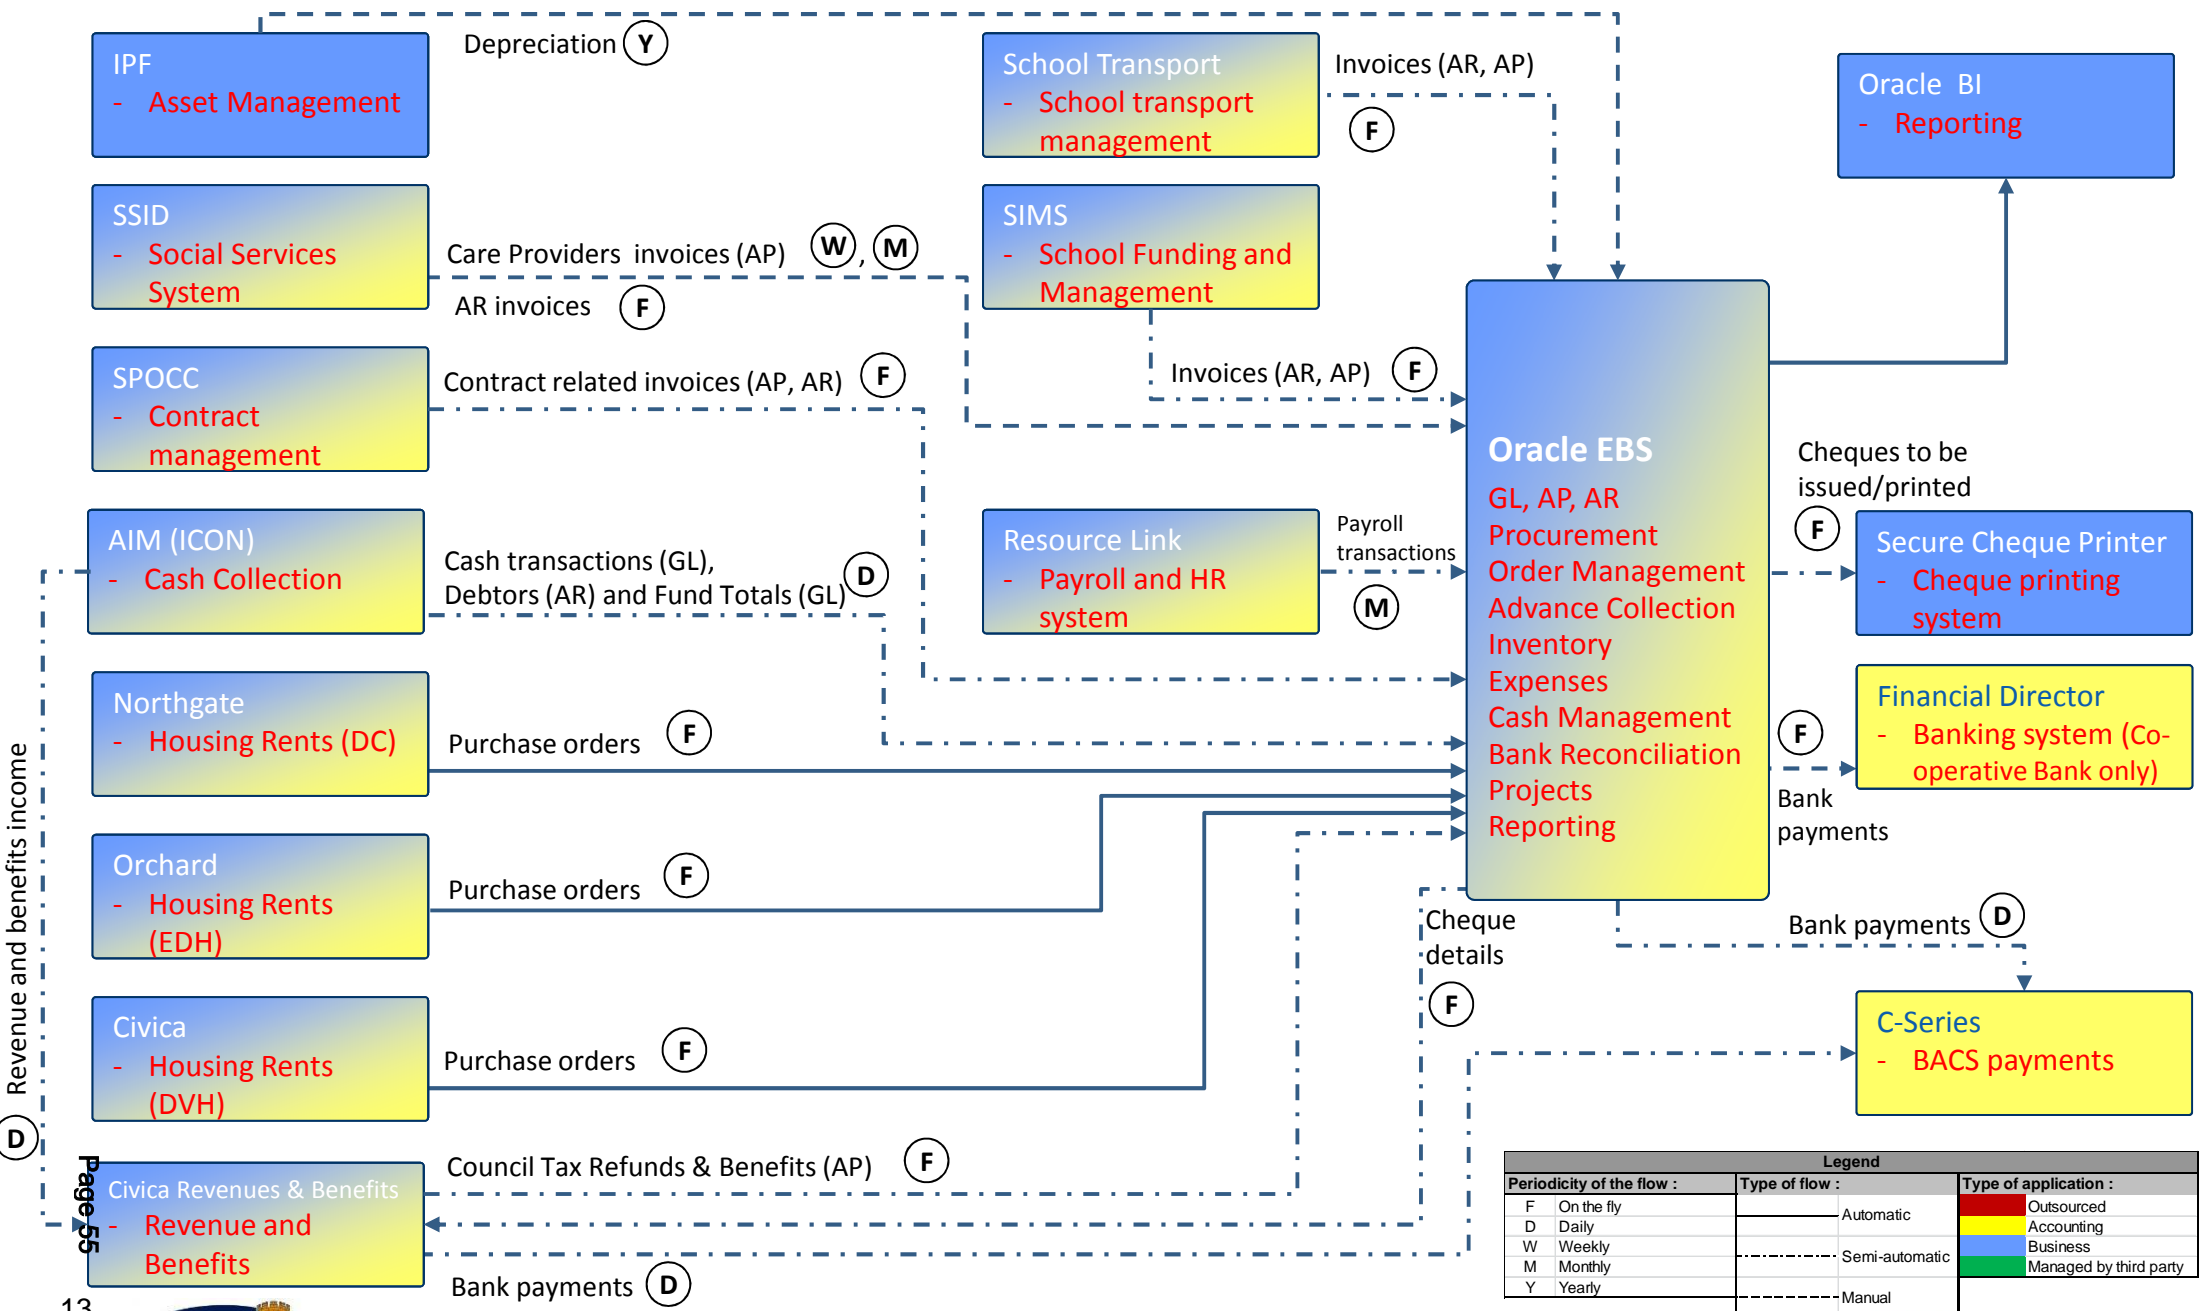 Depreciation Y
IPF
- Asset Management
School Transport
- School transport
management
Invoices (AR, AP)
F
Oracle BI
- Reporting
SSID
- Social Services
System
Care Providers invoices (AP) W, M
AR invoices F
SIMS
- School Funding and
Management
Invoices (AR, AP) F
SPOCC
- Contract
management
Contract related invoices (AP, AR) F
Oracle EBS
GL, AP, AR
Procurement
Order Management
Advance Collection
Inventory
Expenses
Cash Management
Bank Reconciliation
Projects
Reporting
Cheques to be
issued/printed
F
Secure Cheque Printer
- Cheque printing
system
AIM (ICON)
- Cash Collection
Cash transactions (GL),
Debtors (AR) and Fund Totals (GL) D
Resource Link
- Payroll and HR
system
Payroll
transactions
M
Northgate
- Housing Rents (DC)
Purchase orders F
Financial Director
- Banking system (Co-
operative Bank only)
F
Bank
payments
Orchard
- Housing Rents
(EDH)
Purchase orders F
Cheque
details
F
Bank payments D
C-Series
- BACS payments
Civica
- Housing Rents
(DVH)
Purchase orders F
Revenue and benefits income
D
Civica Revenues & Benefits
- Revenue and
Benefits
Council Tax Refunds & Benefits (AP) F
Bank payments D
Page 55
13
Legend
Periodicity of the flow : Type of flow : Type of application :
F On the fly
D Daily
W Weekly
M Monthly
Y Yearly
Automatic
Semi-automatic
Manual
Outsourced
Accounting
Business
Managed by third party